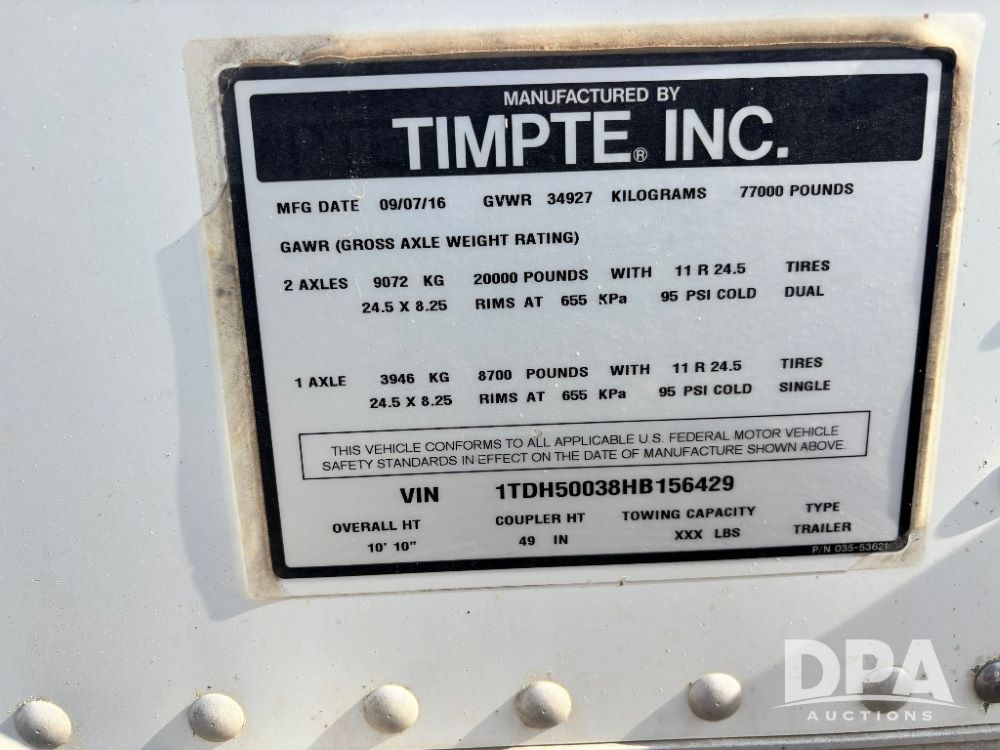 MANUFACTURED BY
TIMPTE® INC.
MFG DATE 09/07/16 GVWR 34927 KILOGRAMS 77000 POUNDS
GAWR (GROSS AXLE WEIGHT RATING)
2 AXLES 9072 KG 20000 POUNDS WITH 11 R 24.5 TIRES
24.5 X 8.25 RIMS AT 655 KPa 95 PSI COLD DUAL
1 AXLE 3946 KG 8700 POUNDS WITH 11 R 24.5 TIRES
24.5 X 8.25 RIMS AT 655 KPa 95 PSI COLD SINGLE
THIS VEHICLE CONFORMS TO ALL APPLICABLE U.S. FEDERAL MOTOR VEHICLE
SAFETY STANDARDS IN EFFECT ON THE DATE OF MANUFACTURE SHOWN ABOVE.
VIN 1TDH50038HB156429
OVERALL HT COUPLER HT TOWING CAPACITY TYPE
10' 10" 49 IN XXX LBS TRAILER
P/N 035-53621
DPA
AUCTIONS